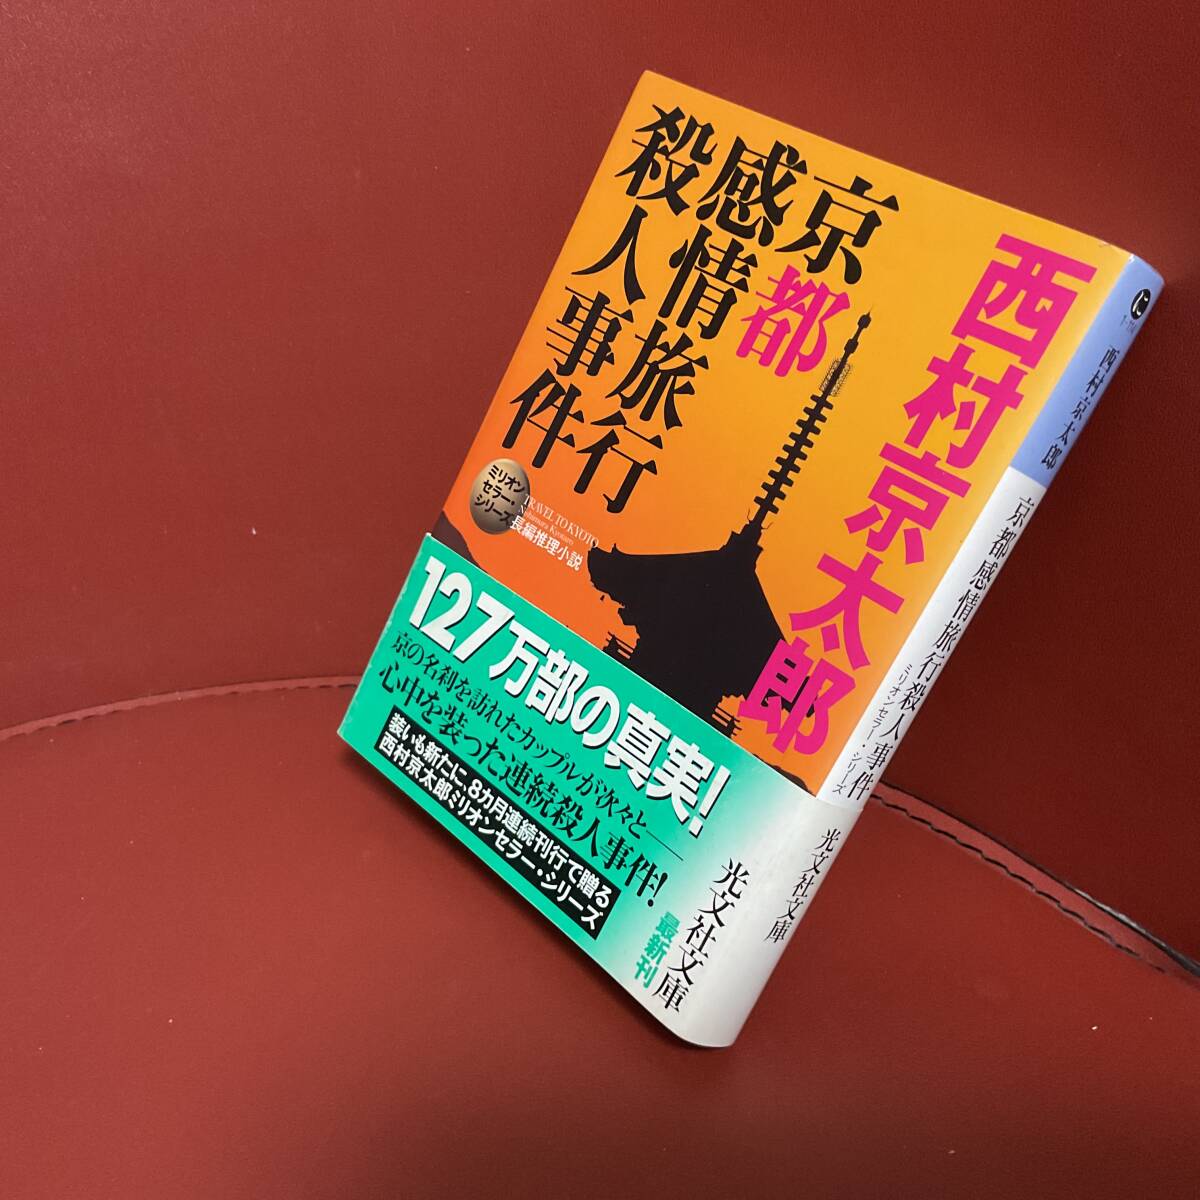 京都
感情旅行
殺人事件
西村京太郎
ミリオン
セラー・
シリーズ
TRAVEL TO KYOTO
Nishimura Kyotaro
長編推理小説
127万部の真実!
京の名刹を訪れたカップルが次々と――
心中を装った連続殺人事件!
装いも新たに、8カ月連続刊行で贈る
西村京太郎ミリオンセラー・シリーズ
光文社文庫
最新刊
に
西村京太郎
京都感情旅行殺人事件
ミリオンセラー・シリーズ
光文社文庫